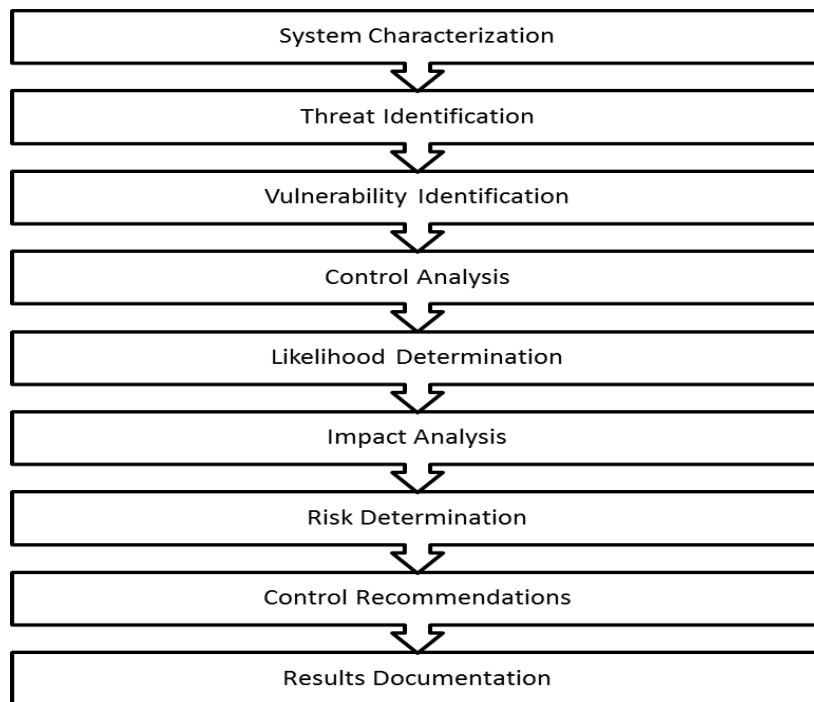 System Characterization
Threat Identification
Vulnerability Identification
Control Analysis
Likelihood Determination
Impact Analysis
Risk Determination
Control Recommendations
Results Documentation